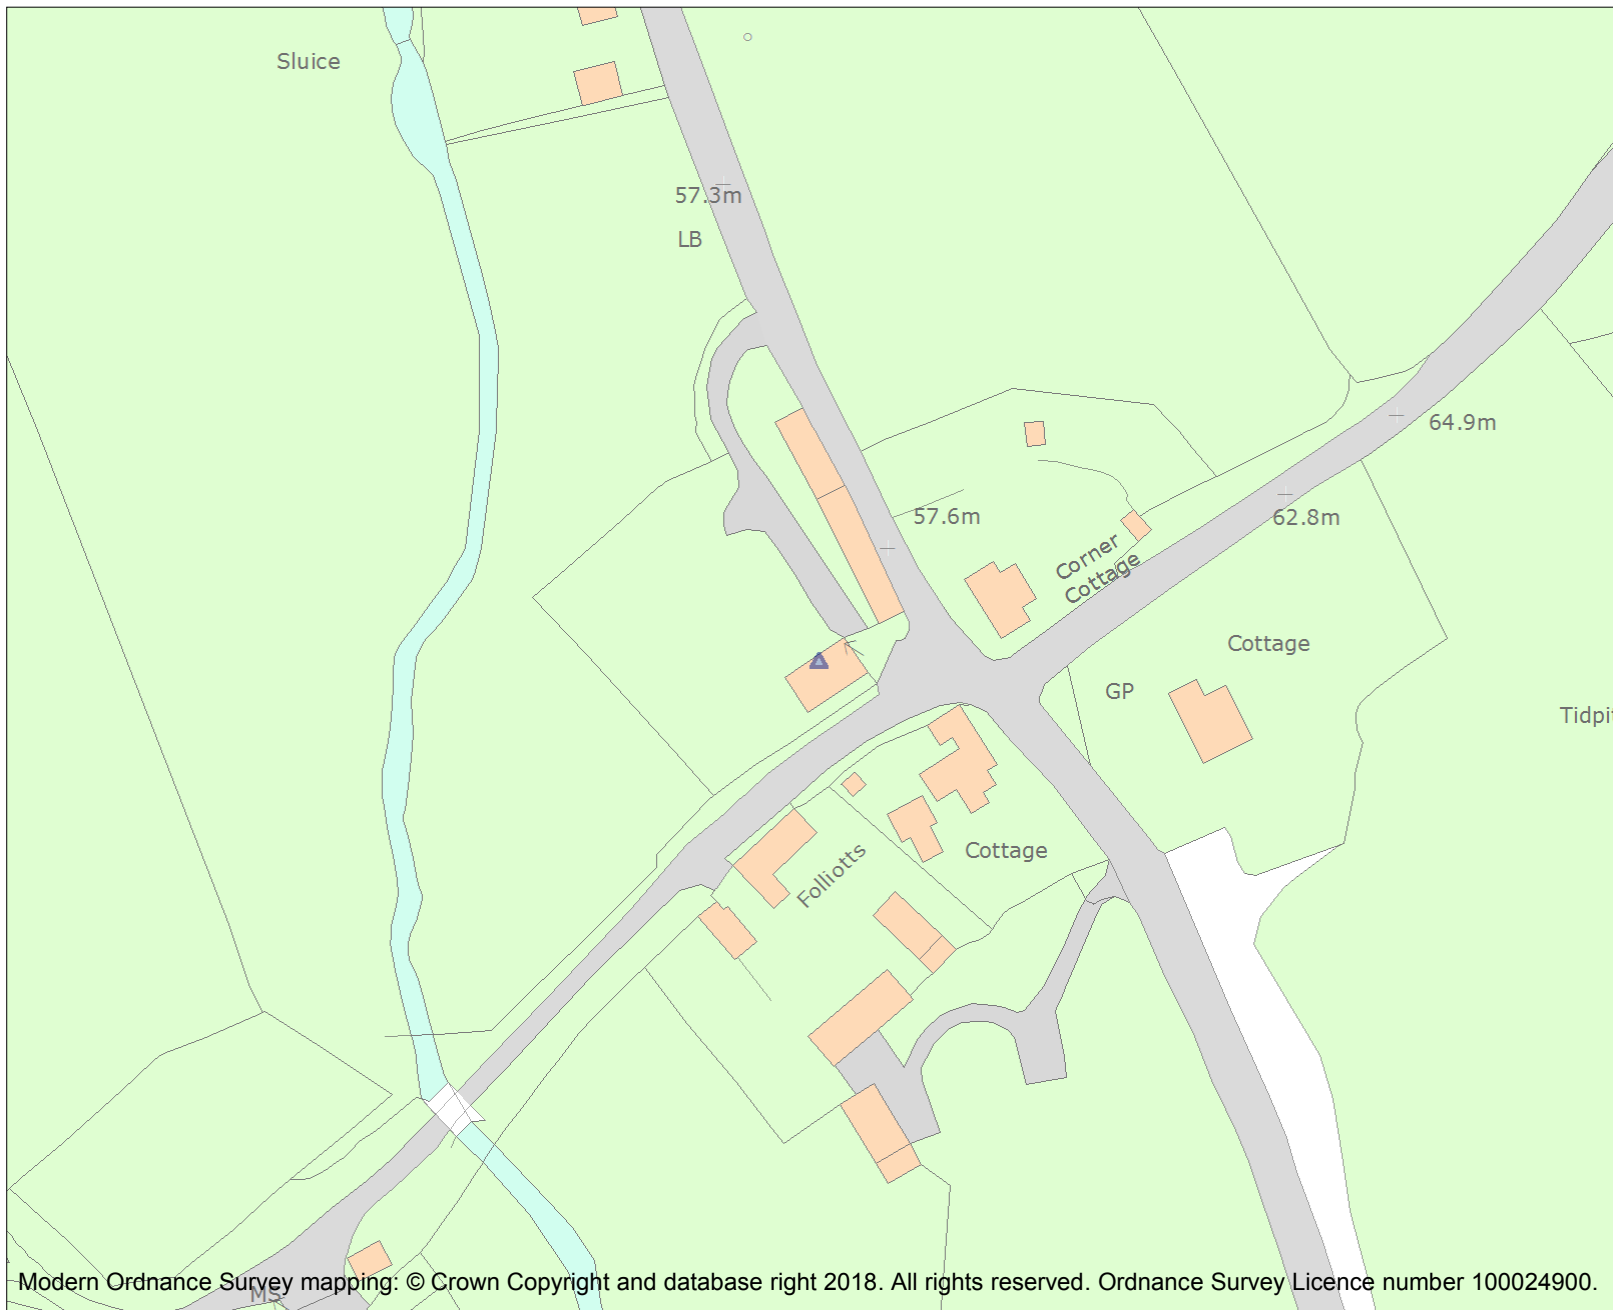 Sluice
57.3m
LB
64.9m
57.6m
62.8m
Corner
Cottage
Cottage
GP
Tidpit
Cottage
Folliotts
Modern Ordnance Survey mapping: © Crown Copyright and database right 2018. All rights reserved. Ordnance Survey Licence number 100024900.
MS